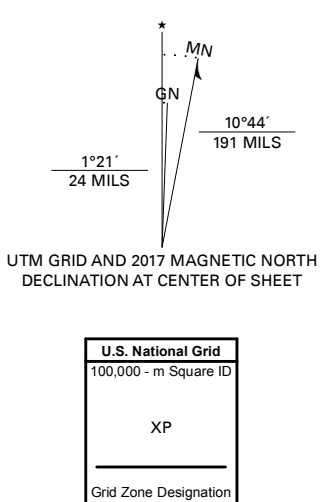 ★
MN
GN
10°44´
191 MILS
1°21´
24 MILS
UTM GRID AND 2017 MAGNETIC NORTH
DECLINATION AT CENTER OF SHEET
U.S. National Grid
100,000 - m Square ID
XP
Grid Zone Designation